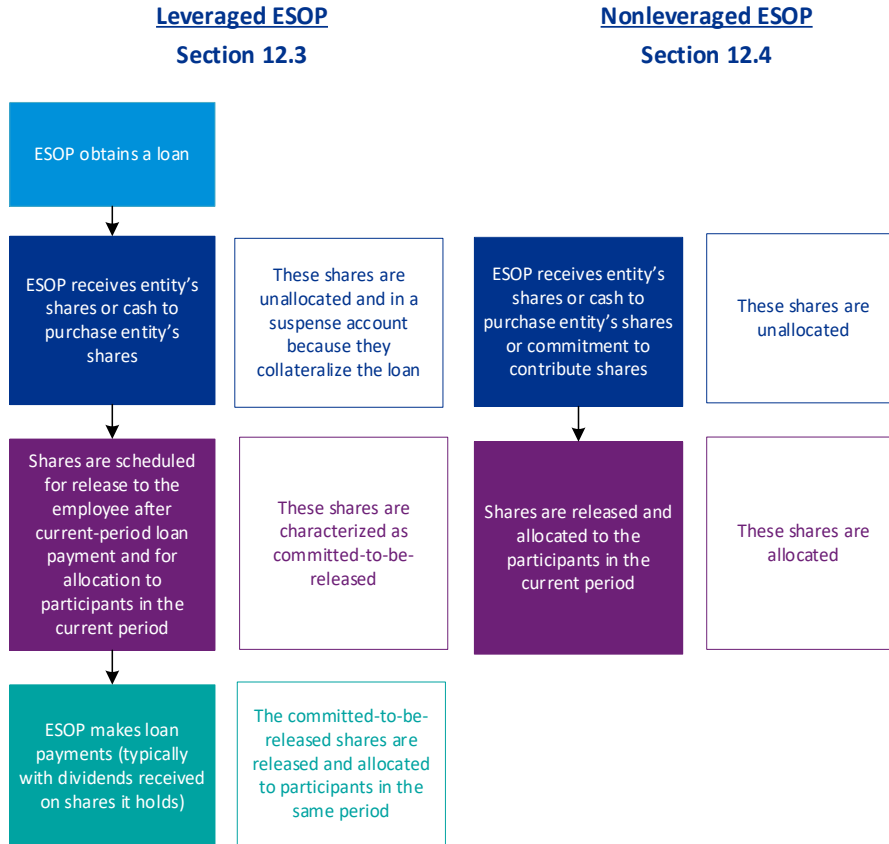 Leveraged ESOP
Section 12.3
Nonleveraged ESOP
Section 12.4
ESOP obtains a loan
ESOP receives entity’s
shares or cash to
purchase entity’s
shares
These shares are
unallocated and in a
suspense account
because they
collateralize the loan
ESOP receives entity’s
shares or cash to
purchase entity’s shares
or commitment to
contribute shares
These shares are
unallocated
Shares are scheduled
for release to the
employee after
current-period loan
payment and for
allocation to
participants in the
current period
These shares are
characterized as
committed-to-be-
released
Shares are released and
allocated to the
participants in the
current period
These shares are
allocated
ESOP makes loan
payments (typically
with dividends received
on shares it holds)
The committed-to-be-
released shares are
released and allocated
to participants in the
same period